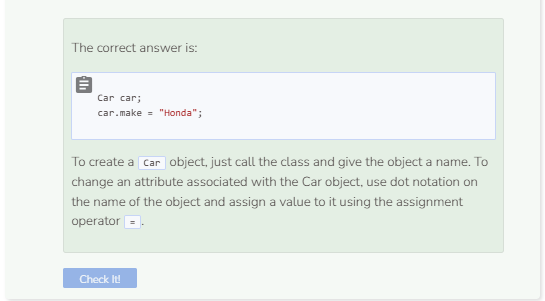 The correct answer is:
Car car;
car.make = "Honda";
To create a Car object, just call the class and give the object a name. To
change an attribute associated with the Car object, use dot notation on
the name of the object and assign a value to it using the assignment
operator = .
Check It!